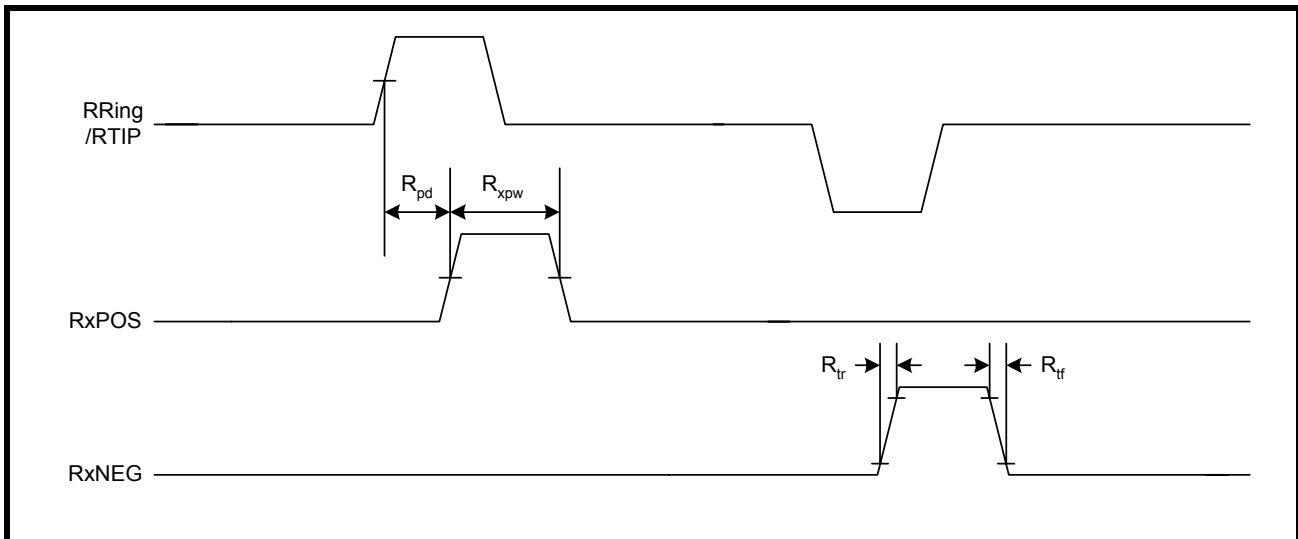 RRing
/RTIP
Rpd
Rxpw
RxPOS
Rtr
Rtf
RxNEG